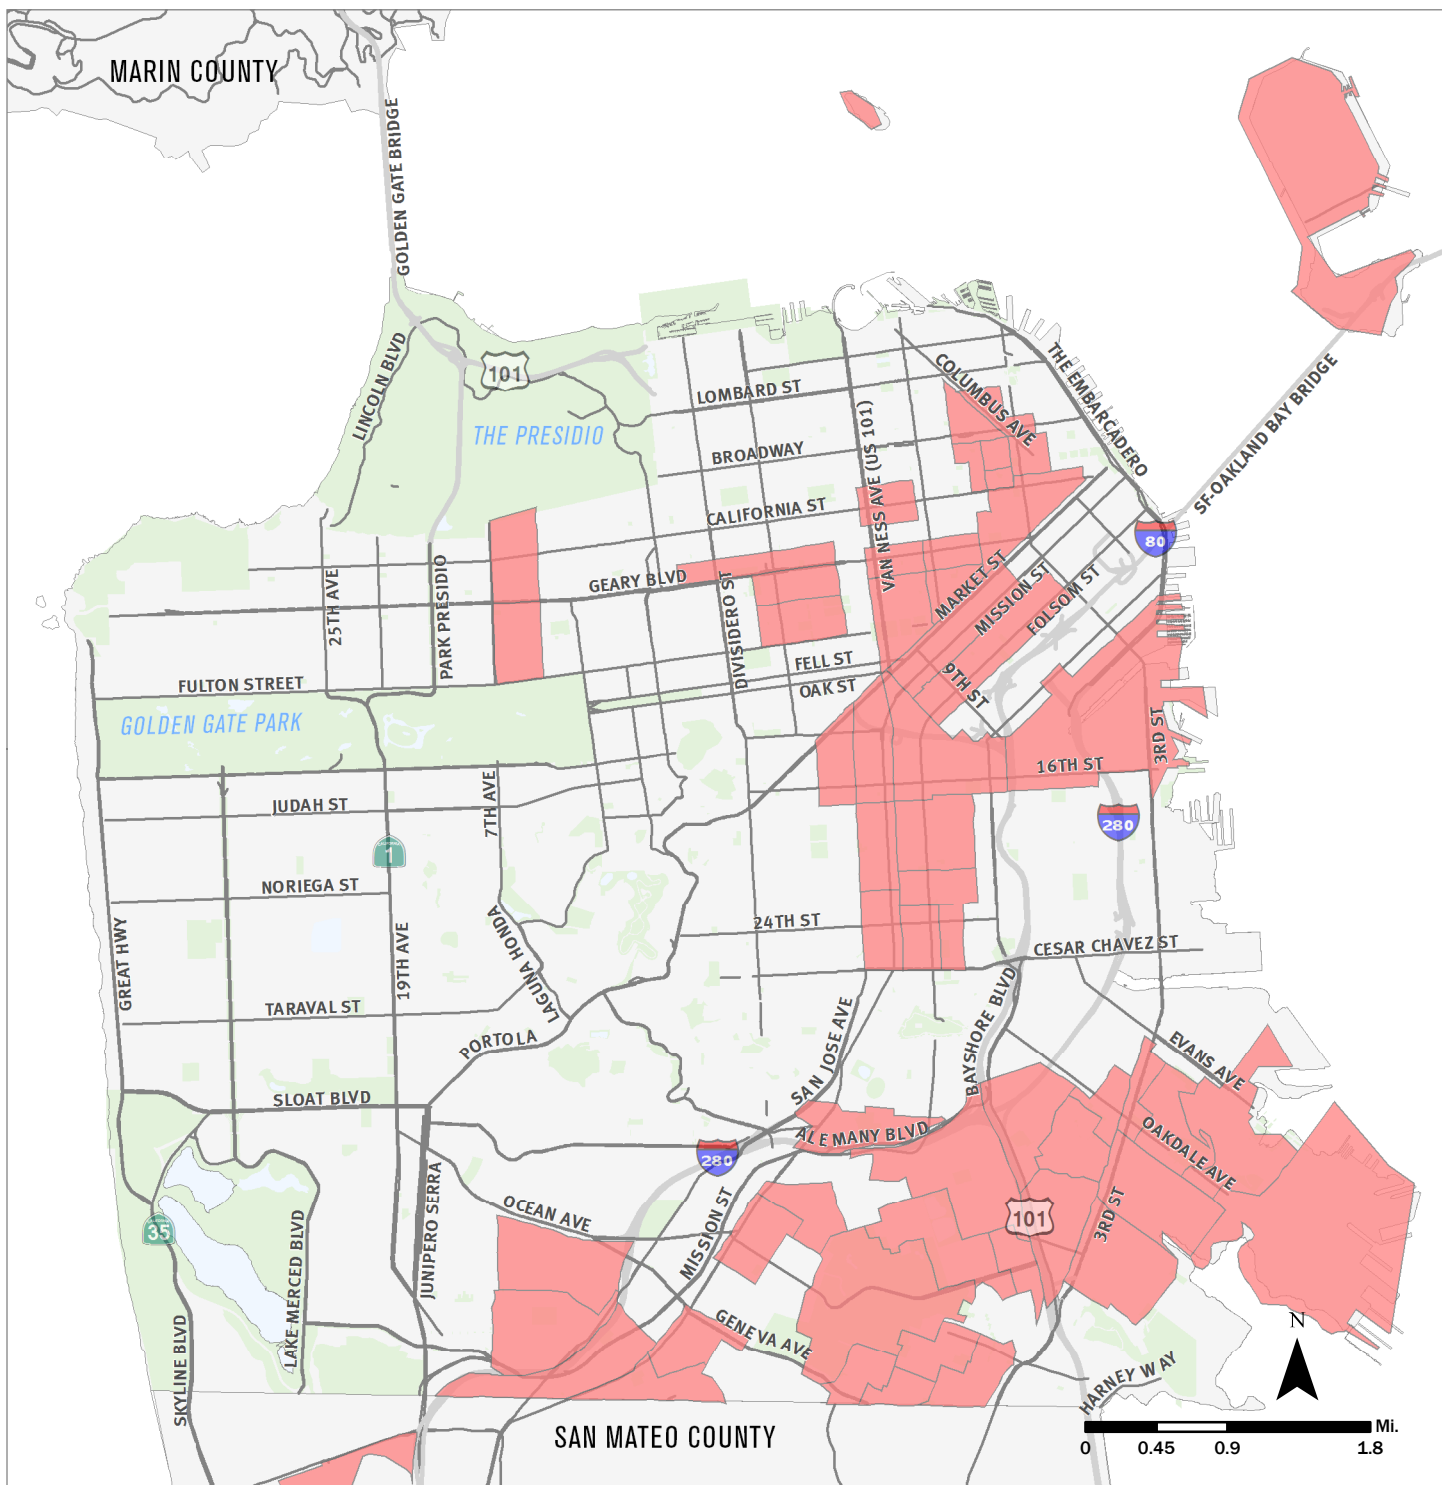 MARIN COUNTY
GOLDEN GATE BRIDGE
LINCOLN BLVD
101
THE PRESIDIO
LOMBARD ST
COLUMBUS AVE
THE EMBARCADERO
BROADWAY
VAN NESS AVE (US 101)
SF-OAKLAND BAY BRIDGE
CALIFORNIA ST
80
25TH AVE
PARK PRESIDIO
GEARY BLVD
DIVISIDERO ST
MARKET ST
MISSION ST
FOLSOM ST
FULTON STREET
FELL ST
OAK ST
9TH ST
GOLDEN GATE PARK
3RD ST
16TH ST
JUDAH ST
7TH AVE
280
CALIFORNIA
1
NORIEGA ST
GREAT HWY
19TH AVE
LAGUNA HONDA
24TH ST
CESAR CHAVEZ ST
TARAVAL ST
PORTOLA
SAN JOSE AVE
BAYSHORE BLVD
EVANS AVE
SLOAT BLVD
ALEMANY BLVD
280
OAKDALE AVE
JUNIPERO SERRA
OCEAN AVE
MISSION ST
101
3RD ST
35
LAKE MERCED BLVD
SKYLINE BLVD
GENEVA AVE
HARNEY WAY
N
SAN MATEO COUNTY
Mi.
0 0.45 0.9 1.8